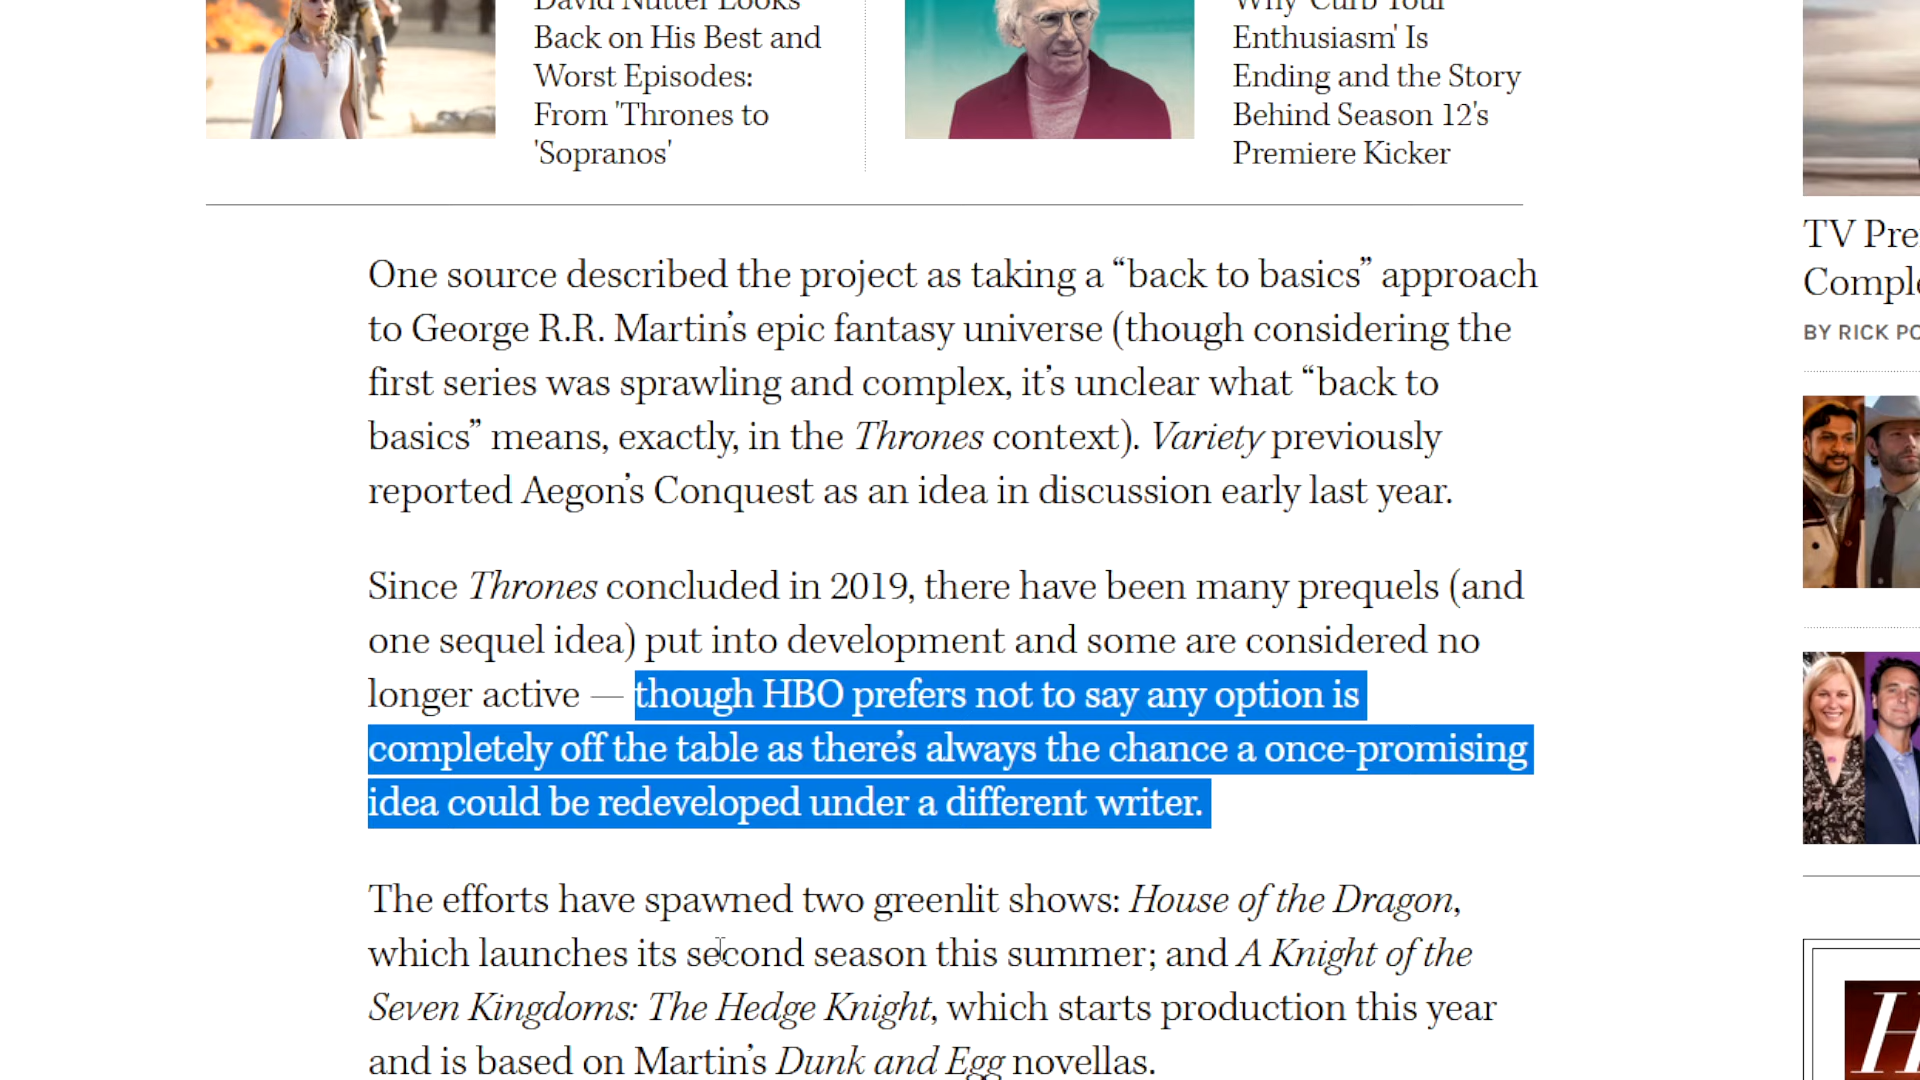 David Nutter Looks
Back on His Best and
Worst Episodes:
From 'Thrones to
'Sopranos'
Why 'Curb Your
Enthusiasm' Is
Ending and the Story
Behind Season 12's
Premiere Kicker
One source described the project as taking a “back to basics” approach
to George R.R. Martin’s epic fantasy universe (though considering the
first series was sprawling and complex, it’s unclear what “back to
basics” means, exactly, in the Thrones context). Variety previously
reported Aegon’s Conquest as an idea in discussion early last year.
Since Thrones concluded in 2019, there have been many prequels (and
one sequel idea) put into development and some are considered no
longer active — though HBO prefers not to say any option is
completely off the table as there’s always the chance a once-promising
idea could be redeveloped under a different writer.
The efforts have spawned two greenlit shows: House of the Dragon,
which launches its second season this summer; and A Knight of the
Seven Kingdoms: The Hedge Knight, which starts production this year
and is based on Martin’s Dunk and Egg novellas.
TV Pre
Comple
BY RICK PO
H